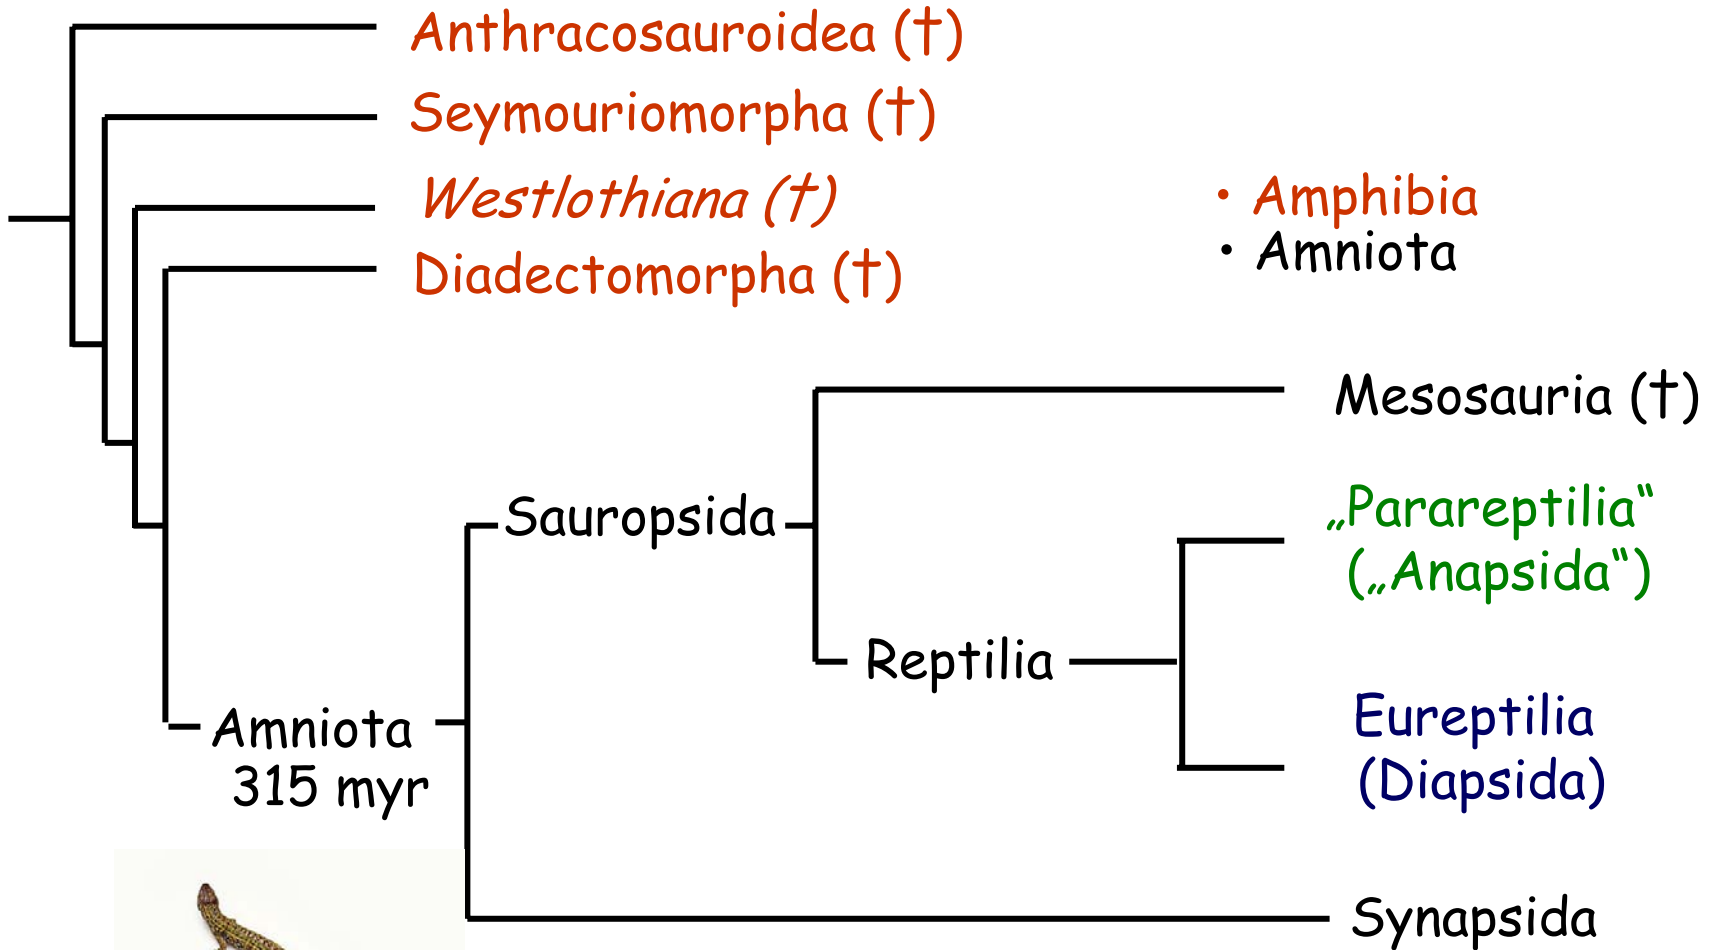 Anthracosauroidea (†)
Seymouriomorpha (†)
Westlothiana (†)
Diadectomorpha (†)
• Amphibia
• Amniota
Mesosauria (†)
„Parareptilia“
(„Anapsida“)
Sauropsida
Reptilia
Eureptilia
(Diapsida)
Amniota
315 myr
Synapsida